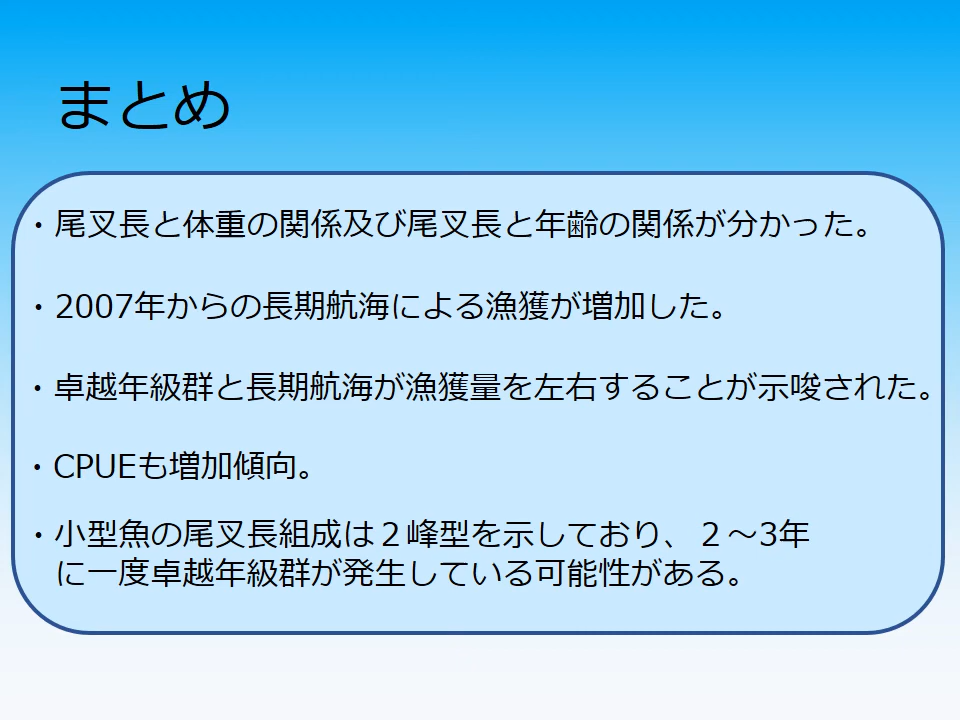 まとめ
・尾叉長と体重の関係及び尾叉長と年齢の関係が分かった。
・2007年からの長期航海による漁獲が増加した。
・卓越年級群と長期航海が漁獲量を左右することが示唆された。
・CPUEも増加傾向。
・小型魚の尾叉長組成は２峰型を示しており、２～3年
に一度卓越年級群が発生している可能性がある。